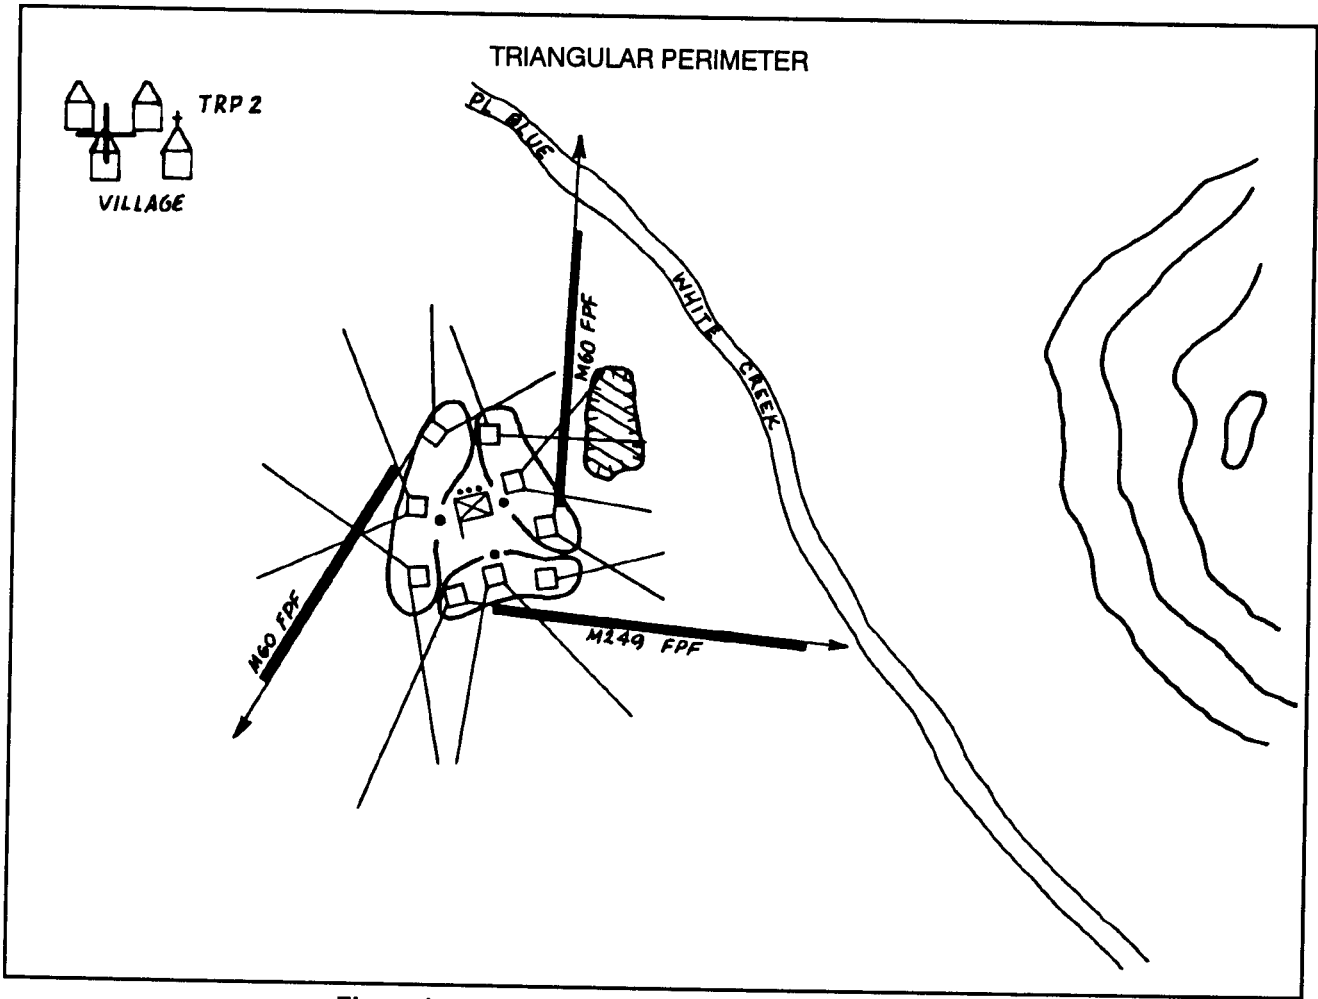 TRIANGULAR PERIMETER
TRP 2
VILLAGE
PL BLUE
WHITE CREEK
M60 FPF
M60 FPF
M249 FPF